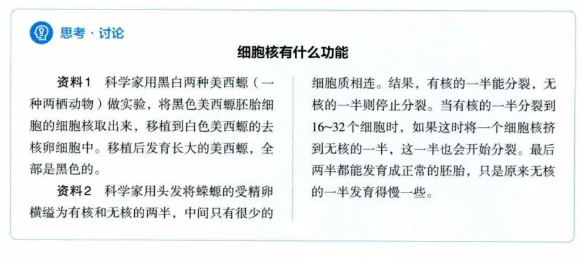 思考·讨论
细胞核有什么功能
资料1 科学家用黑白两种美西螈（一
种两栖动物）做实验，将黑色美西螈胚胎细
胞的细胞核取出来，移植到白色美西螈的去
核卵细胞中。移植后发育长大的美西螈，全
部是黑色的。
资料2 科学家用头发将蝾螈的受精卵
横缢为有核和无核的两半，中间只有很少的
细胞质相连。结果，有核的一半能分裂，无
核的一半则停止分裂。当有核的一半分裂到
16~32个细胞时，如果这时将一个细胞核挤
到无核的一半，这一半也会开始分裂。最后
两半都能发育成正常的胚胎，只是原来无核
的一半发育得慢一些。